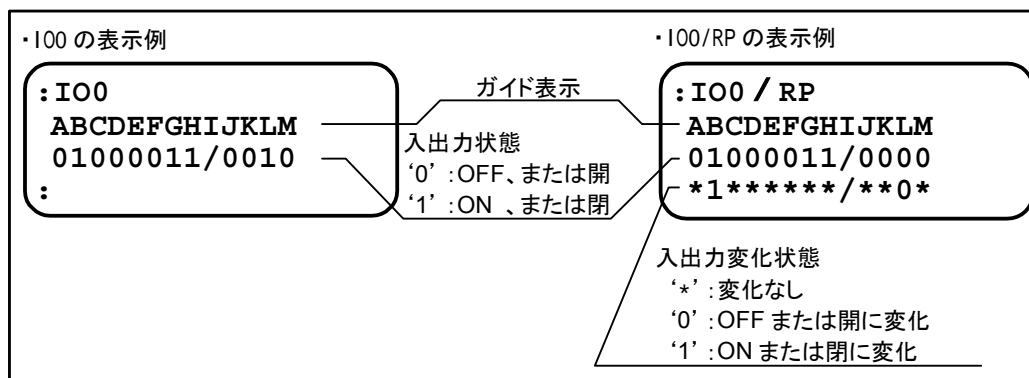 ・IO0 の表示例
:IO0
ABCDEFGHIJKLM
01000011/0010
:
ガイド表示
入出力状態
‘0’:OFF、または開
‘1’:ON 、または閉
・IO0/RP の表示例
:IO0 / RP
ABCDEFGHIJKLM
01000011/0000
*1******/**0*
入出力変化状態
‘*’:変化なし
‘0’:OFF または開に変化
‘1’:ON または閉に変化